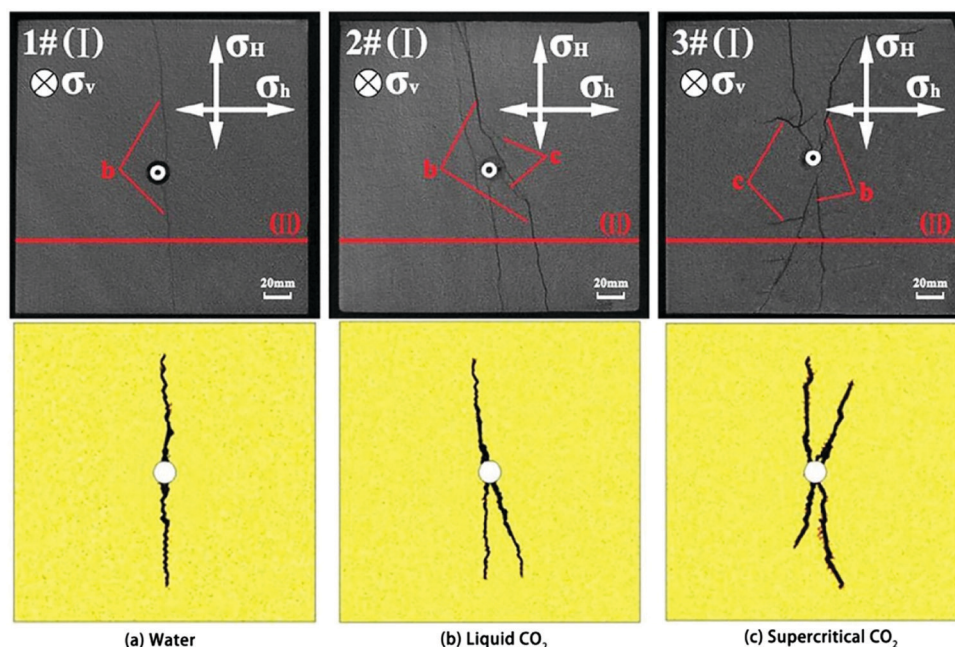 1# (I)
σH
σv
σh
b
(II)
20mm
2# (I)
σH
σv
σh
c
b
(II)
20mm
3# (I)
σH
σv
σh
c
b
(II)
20mm
(a) Water
(b) Liquid CO2
(c) Supercritical CO2